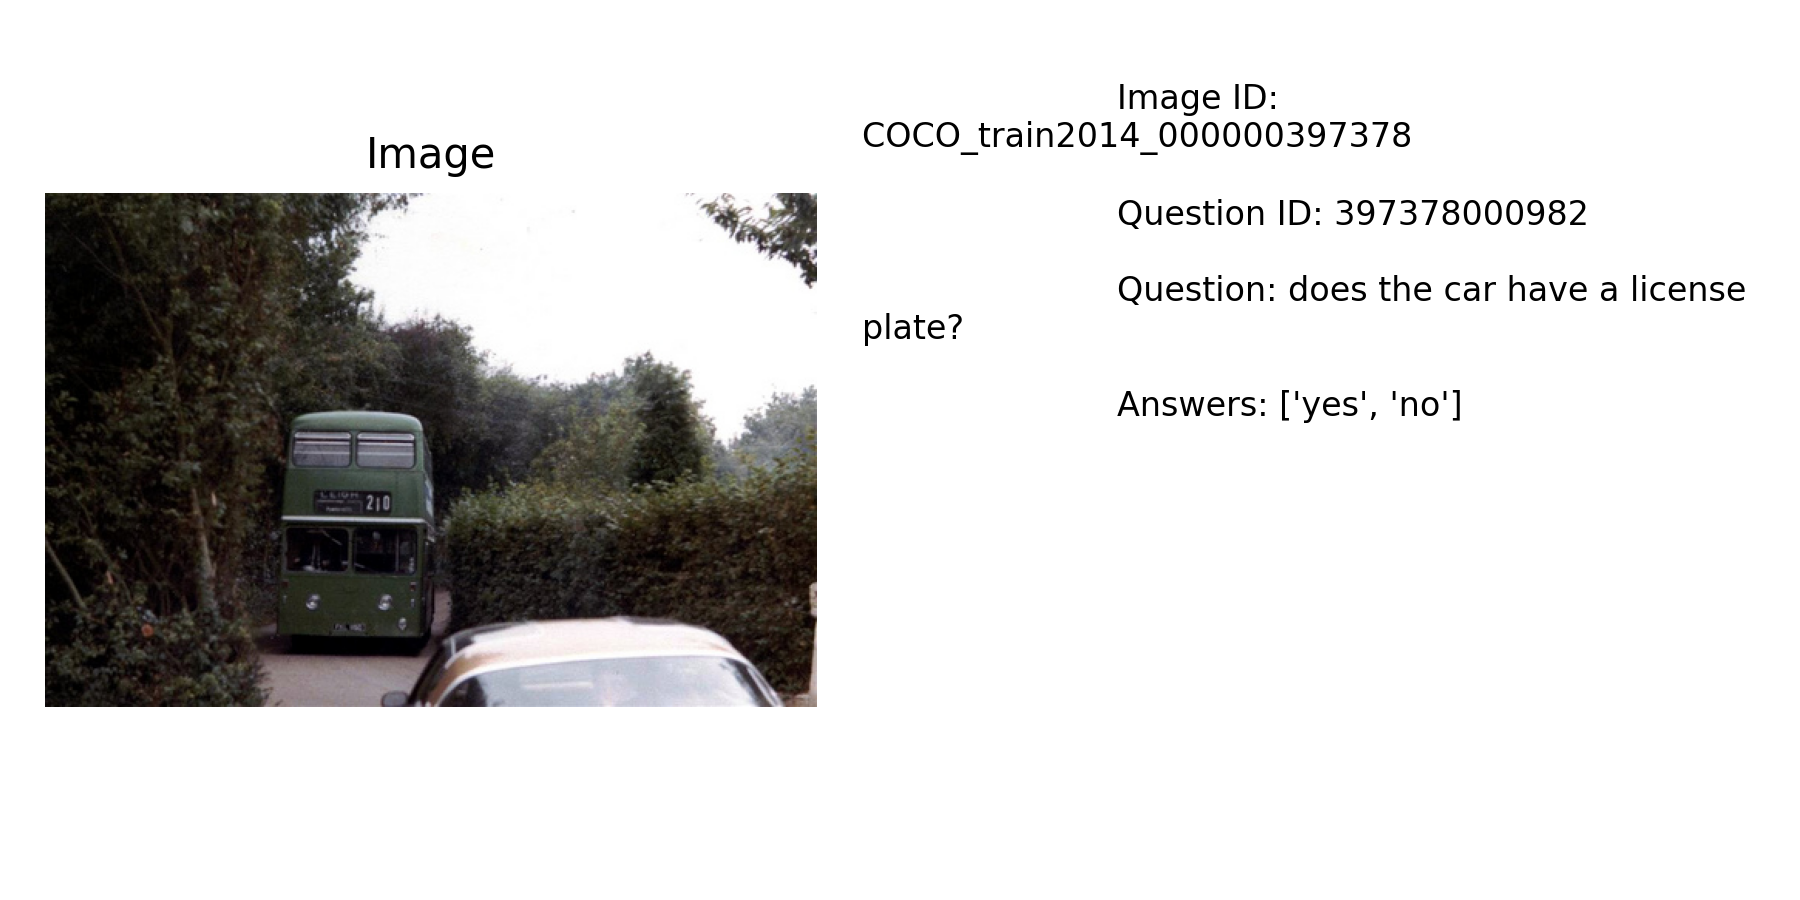 Image
LEIGH
210
Image ID:
COCO_train2014_000000397378
Question ID: 397378000982
Question: does the car have a license
plate?
Answers: ['yes', 'no']